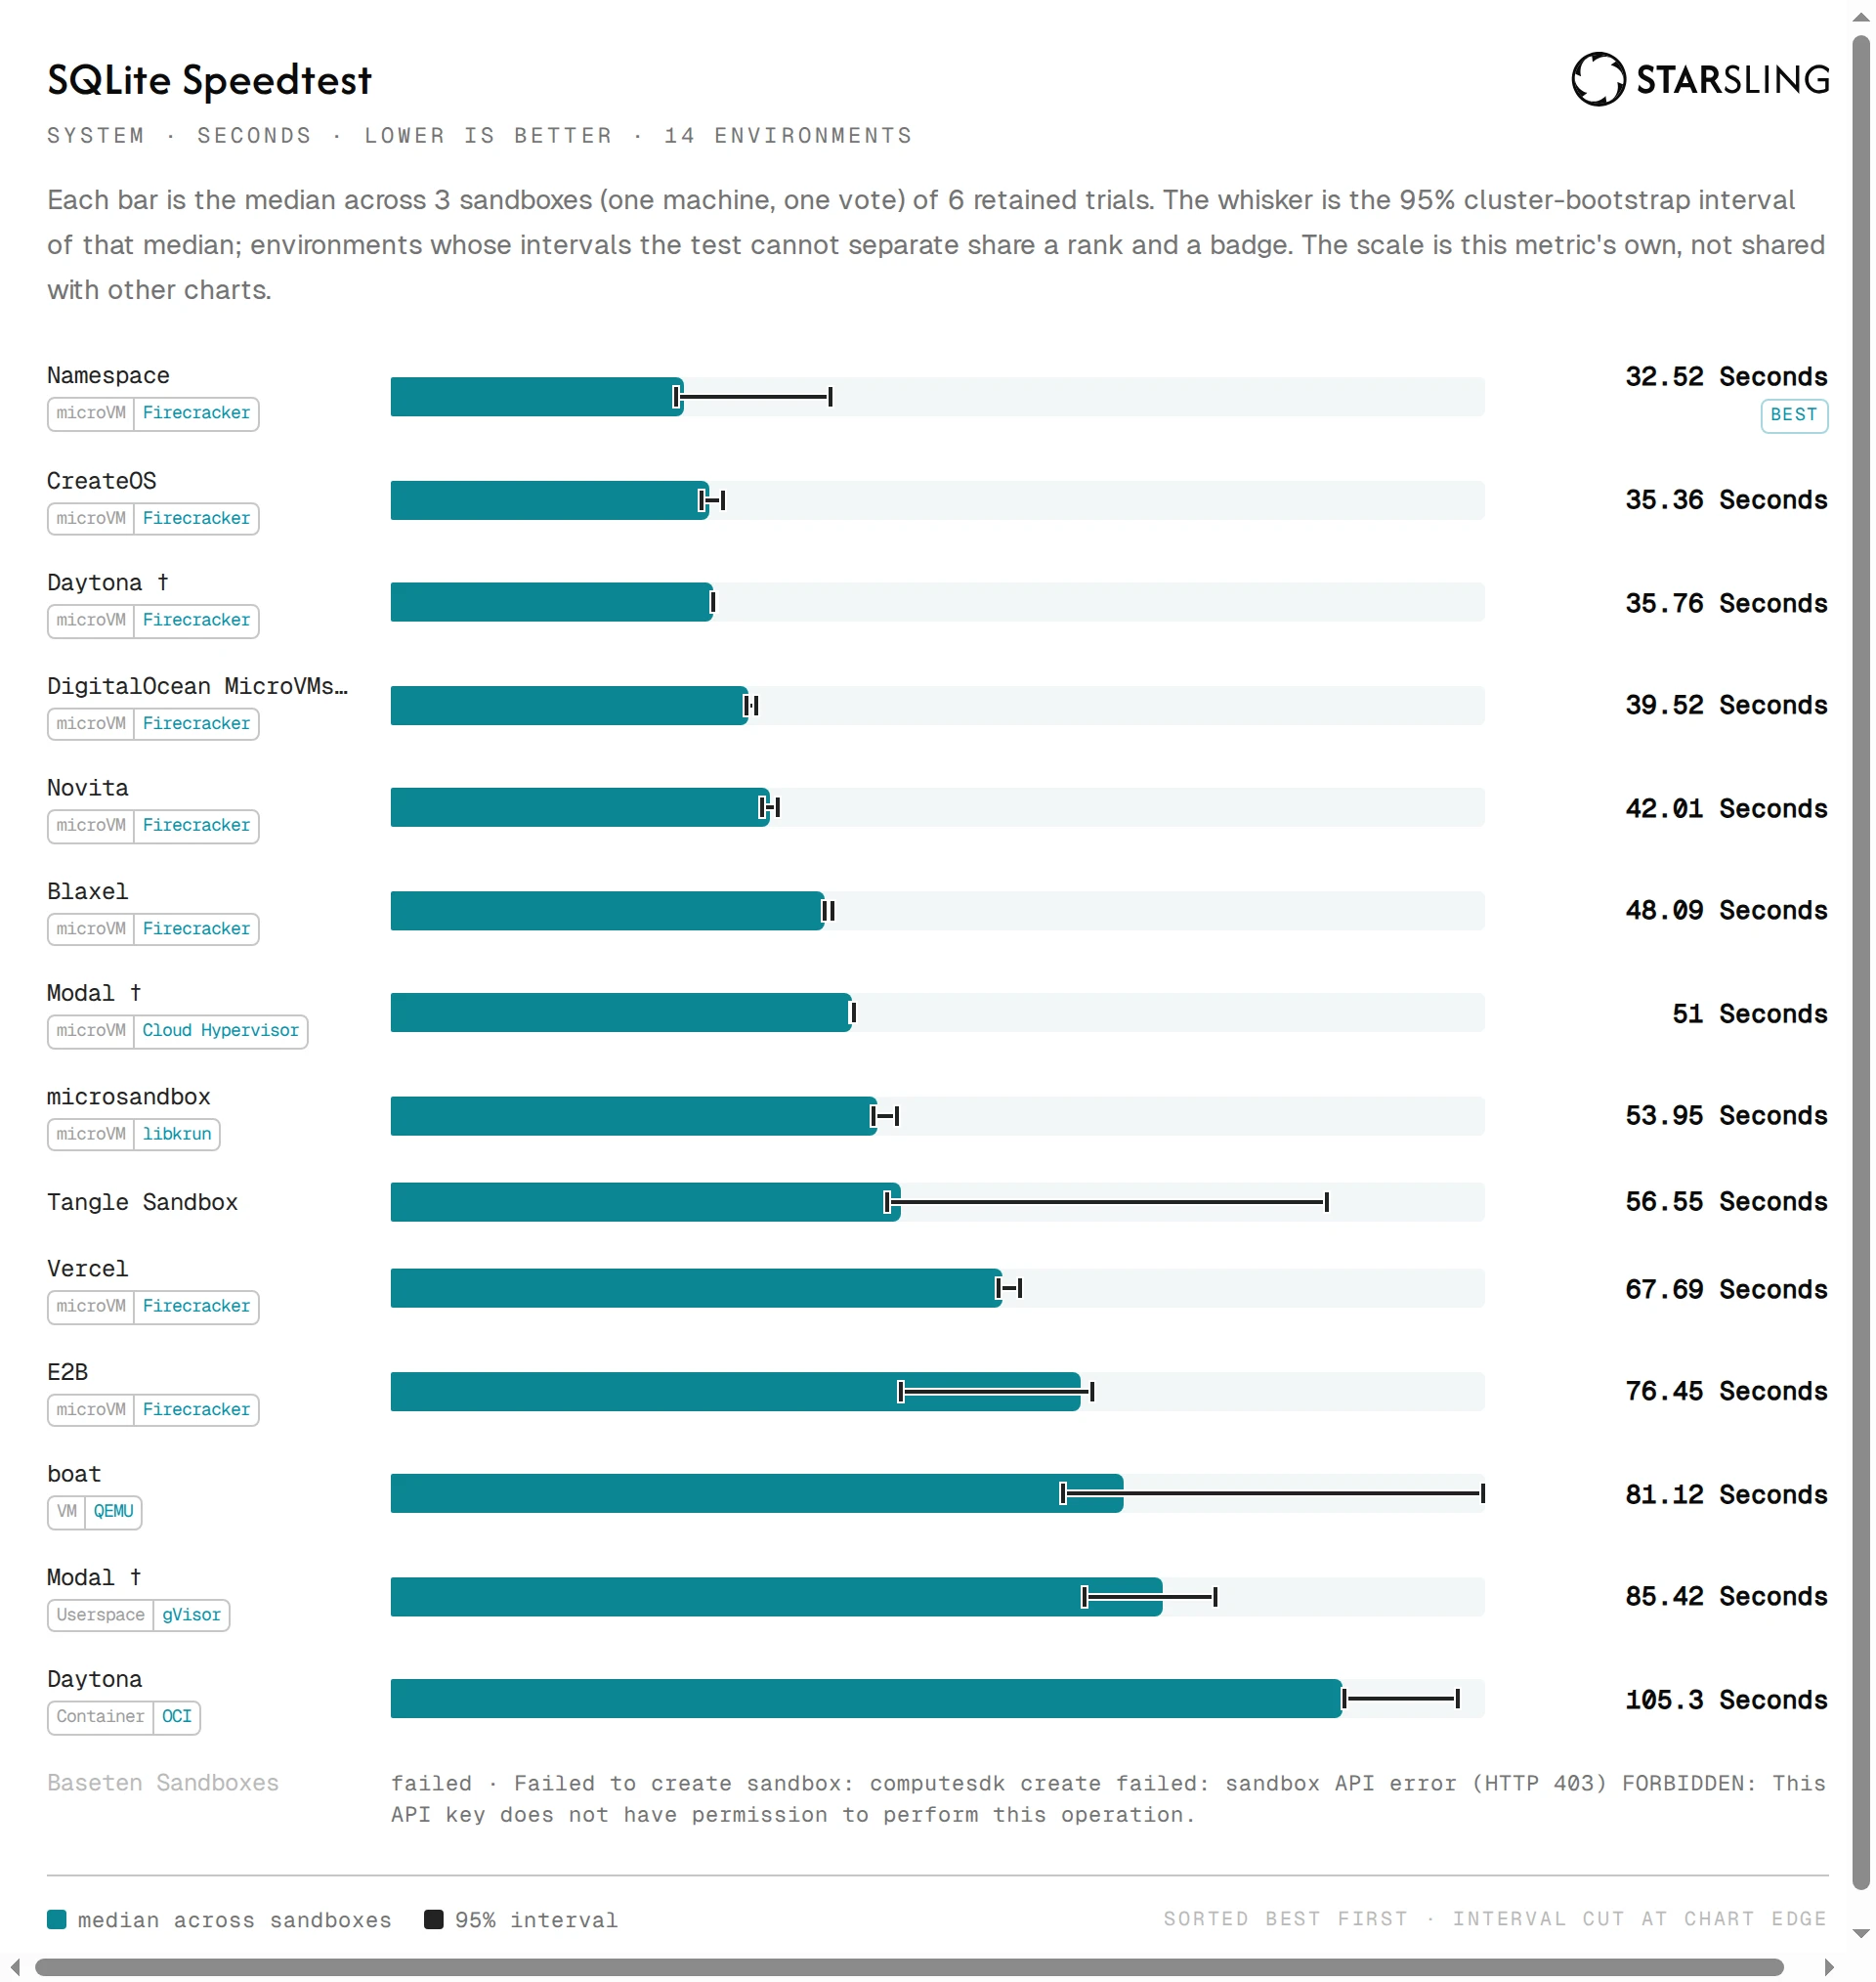 SQLite Speedtest
STARSLING
SYSTEM · SECONDS · LOWER IS BETTER · 14 ENVIRONMENTS
Each bar is the median across 3 sandboxes (one machine, one vote) of 6 retained trials. The whisker is the 95% cluster-bootstrap interval
of that median; environments whose intervals the test cannot separate share a rank and a badge. The scale is this metric's own, not shared
with other charts.
Namespace
microVM Firecracker
32.52 Seconds
BEST
CreateOS
microVM Firecracker
35.36 Seconds
Daytona †
microVM Firecracker
35.76 Seconds
DigitalOcean MicroVMs…
microVM Firecracker
39.52 Seconds
Novita
microVM Firecracker
42.01 Seconds
Blaxel
microVM Firecracker
48.09 Seconds
Modal †
microVM Cloud Hypervisor
51 Seconds
microsandbox
microVM libkrun
53.95 Seconds
Tangle Sandbox
56.55 Seconds
Vercel
microVM Firecracker
67.69 Seconds
E2B
microVM Firecracker
76.45 Seconds
boat
VM QEMU
81.12 Seconds
Modal †
Userspace gVisor
85.42 Seconds
Daytona
Container OCI
105.3 Seconds
Baseten Sandboxes
failed · Failed to create sandbox: computesdk create failed: sandbox API error (HTTP 403) FORBIDDEN: This
API key does not have permission to perform this operation.
median across sandboxes
95% interval
SORTED BEST FIRST · INTERVAL CUT AT CHART EDGE